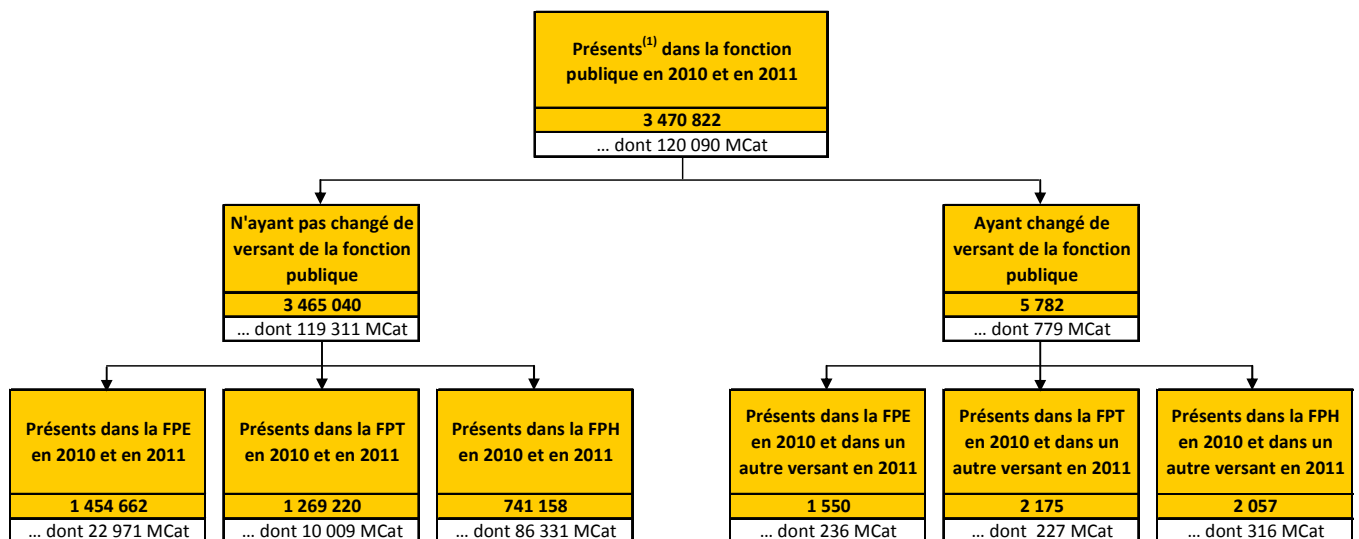 Présents(1) dans la fonction
publique en 2010 et en 2011
3 470 822
... dont 120 090 MCat
N'ayant pas changé de
versant de la fonction
publique
3 465 040
... dont 119 311 MCat
Ayant changé de
versant de la fonction
publique
5 782
... dont 779 MCat
Présents dans la FPE
en 2010 et en 2011
1 454 662
... dont 22 971 MCat
Présents dans la FPT
en 2010 et en 2011
1 269 220
... dont 10 009 MCat
Présents dans la FPH
en 2010 et en 2011
741 158
... dont 86 331 MCat
Présents dans la FPE
en 2010 et dans un
autre versant en 2011
1 550
... dont 236 MCat
Présents dans la FPT
en 2010 et dans un
autre versant en 2011
2 175
... dont 227 MCat
Présents dans la FPH
en 2010 et dans un
autre versant en 2011
2 057
... dont 316 MCat